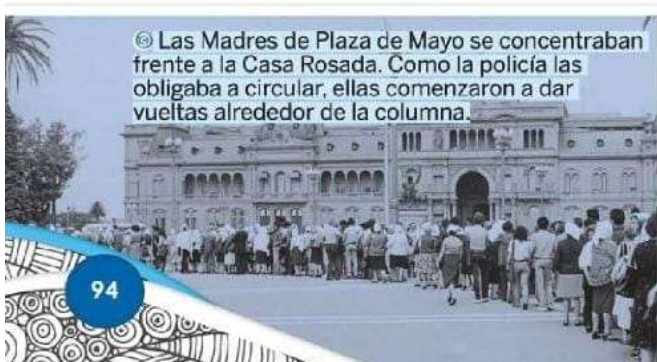 Las Madres de Plaza de Mayo se concentraban
frente a la Casa Rosada. Como la policía las
obligaba a circular, ellas comenzaron a dar
vueltas alrededor de la columna.
94